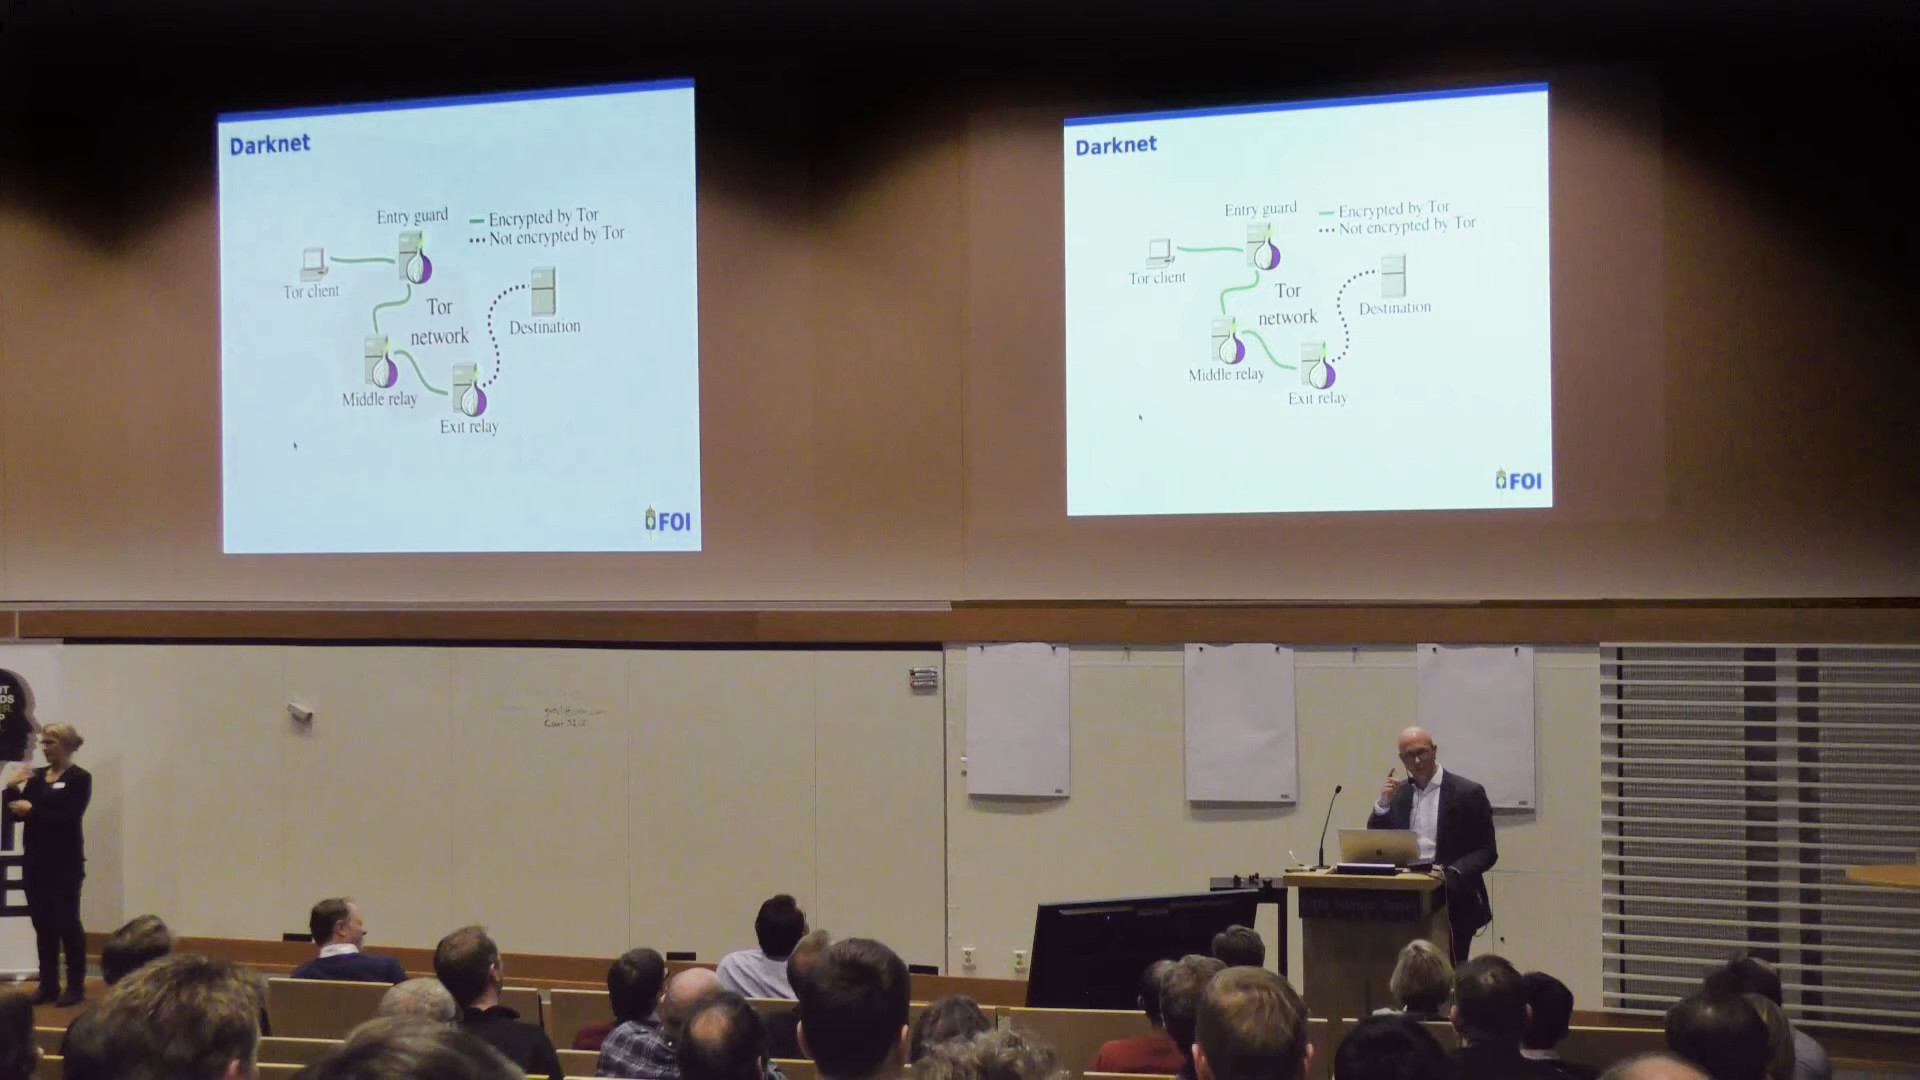 Darknet
Entry guard
Encrypted by Tor
Not encrypted by Tor
Tor client
Tor
network
Destination
Middle relay
Exit relay
FOI
Darknet
Entry guard
Encrypted by Tor
Not encrypted by Tor
Tor client
Tor
network
Destination
Middle relay
Exit relay
FOI